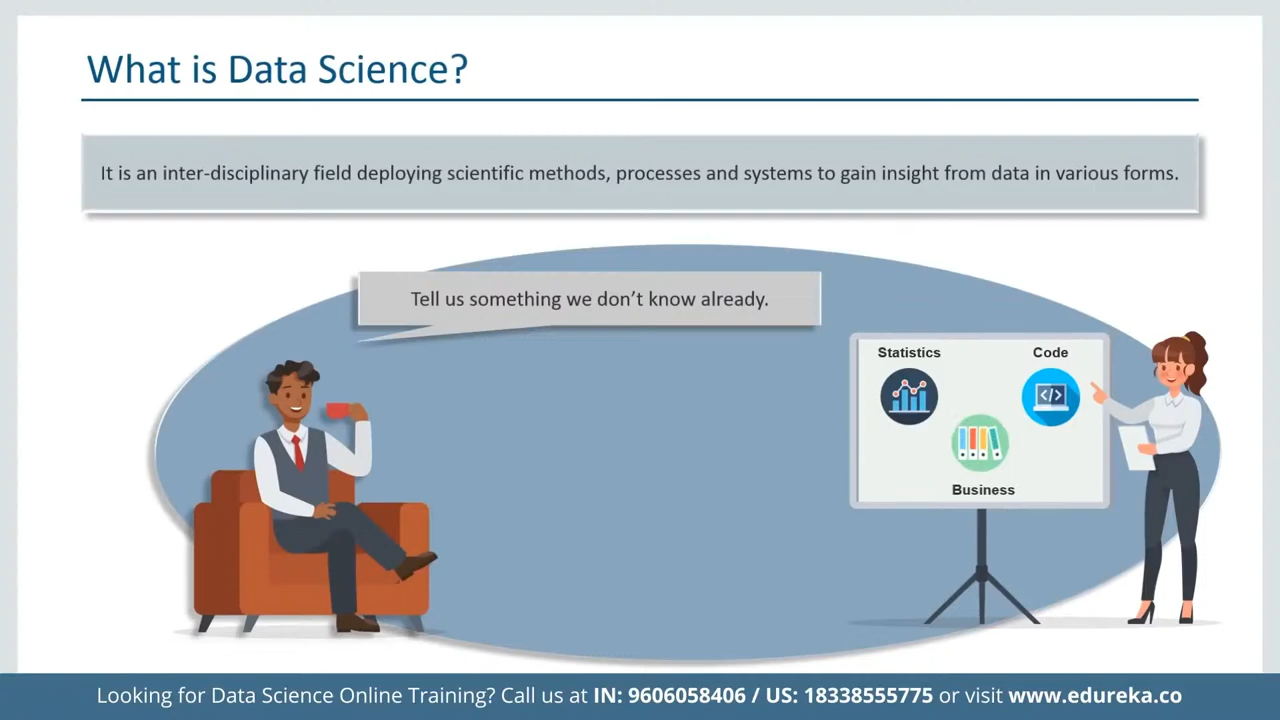 What is Data Science?
It is an inter-disciplinary field deploying scientific methods, processes and systems to gain insight from data in various forms.
Tell us something we don’t know already.
Statistics
Code
</>
Business
Looking for Data Science Online Training? Call us at IN: 9606058406 / US: 18338555775 or visit www.edureka.co